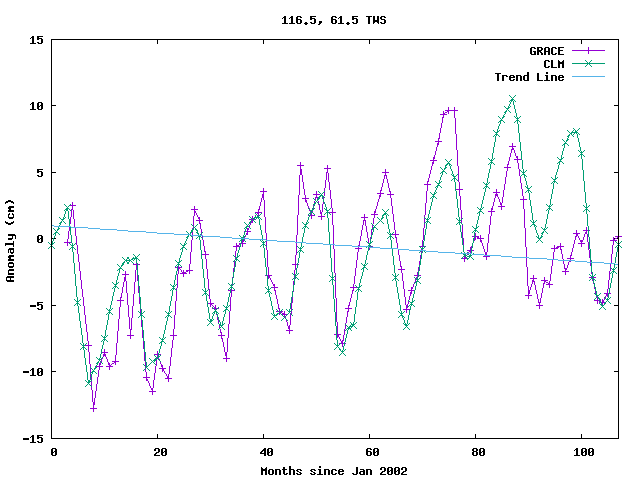 116.5, 61.5 TWS
GRACE
CLM
Trend Line
15
10
5
0
-5
-10
-15
Anomaly (cm)
0 20 40 60 80 100
Months since Jan 2002